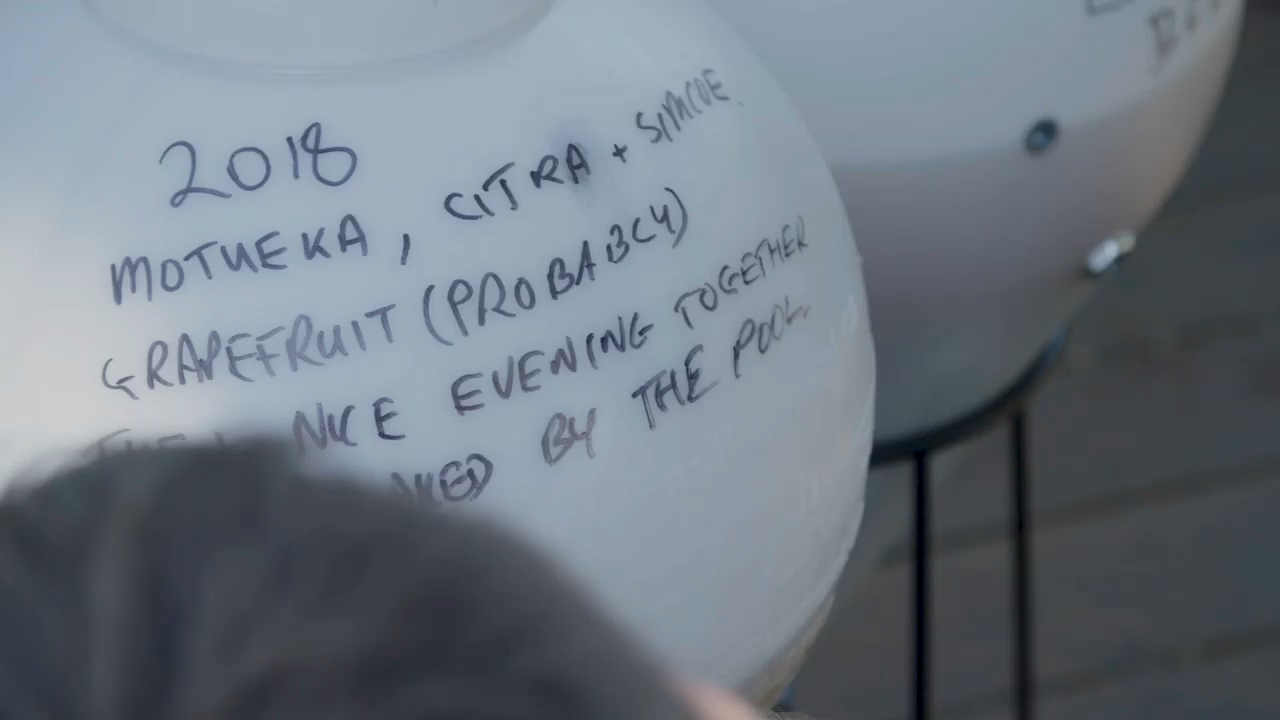 2018
MOTUEKA, CITRA + SIMCOE.
GRAPEFRUIT (PROBABLY)
NICE EVENING TOGETHER
BY THE POOL.